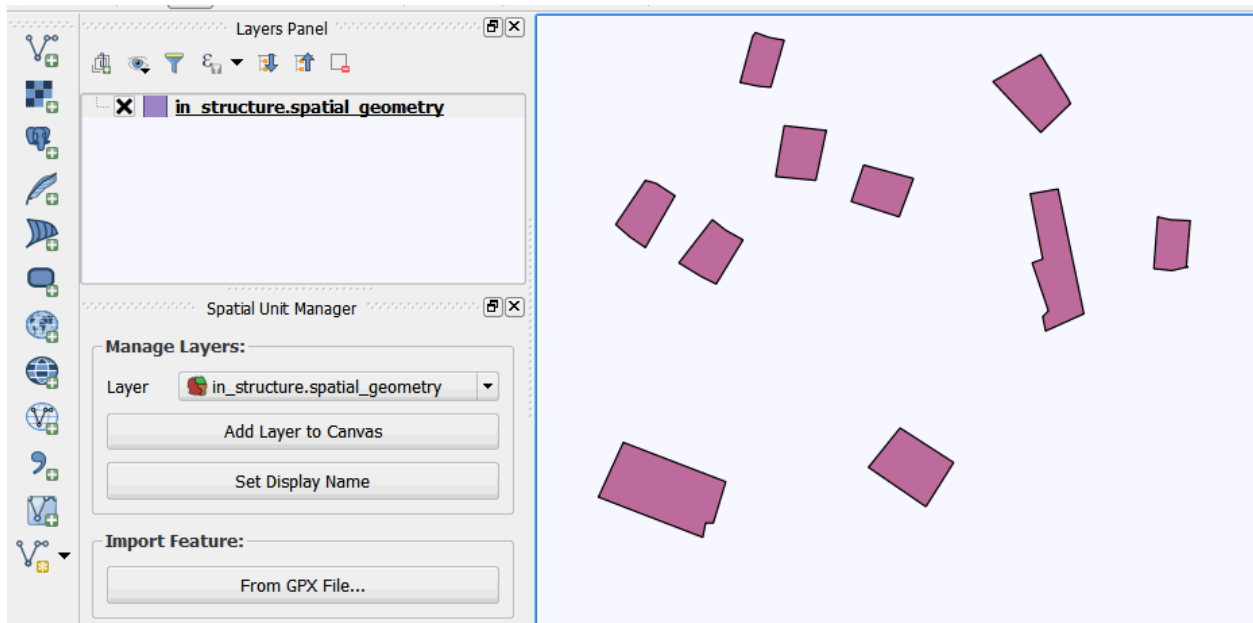 Layers Panel
in_structure.spatial_geometry
Spatial Unit Manager
Manage Layers:
Layer
in_structure.spatial_geometry
Add Layer to Canvas
Set Display Name
Import Feature:
From GPX File...